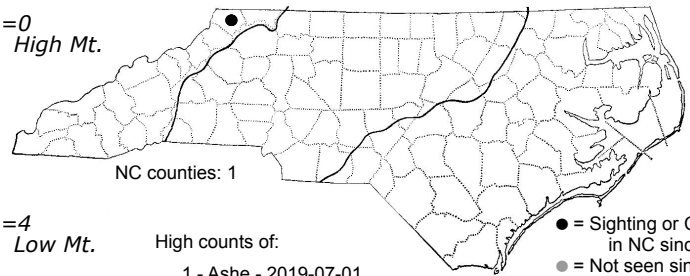 =0
High Mt.
NC counties: 1
=4
Low Mt.
High counts of:
1 - Ashe - 2019-07-01
● = Sighting or
in NC sinc
● = Not seen sin